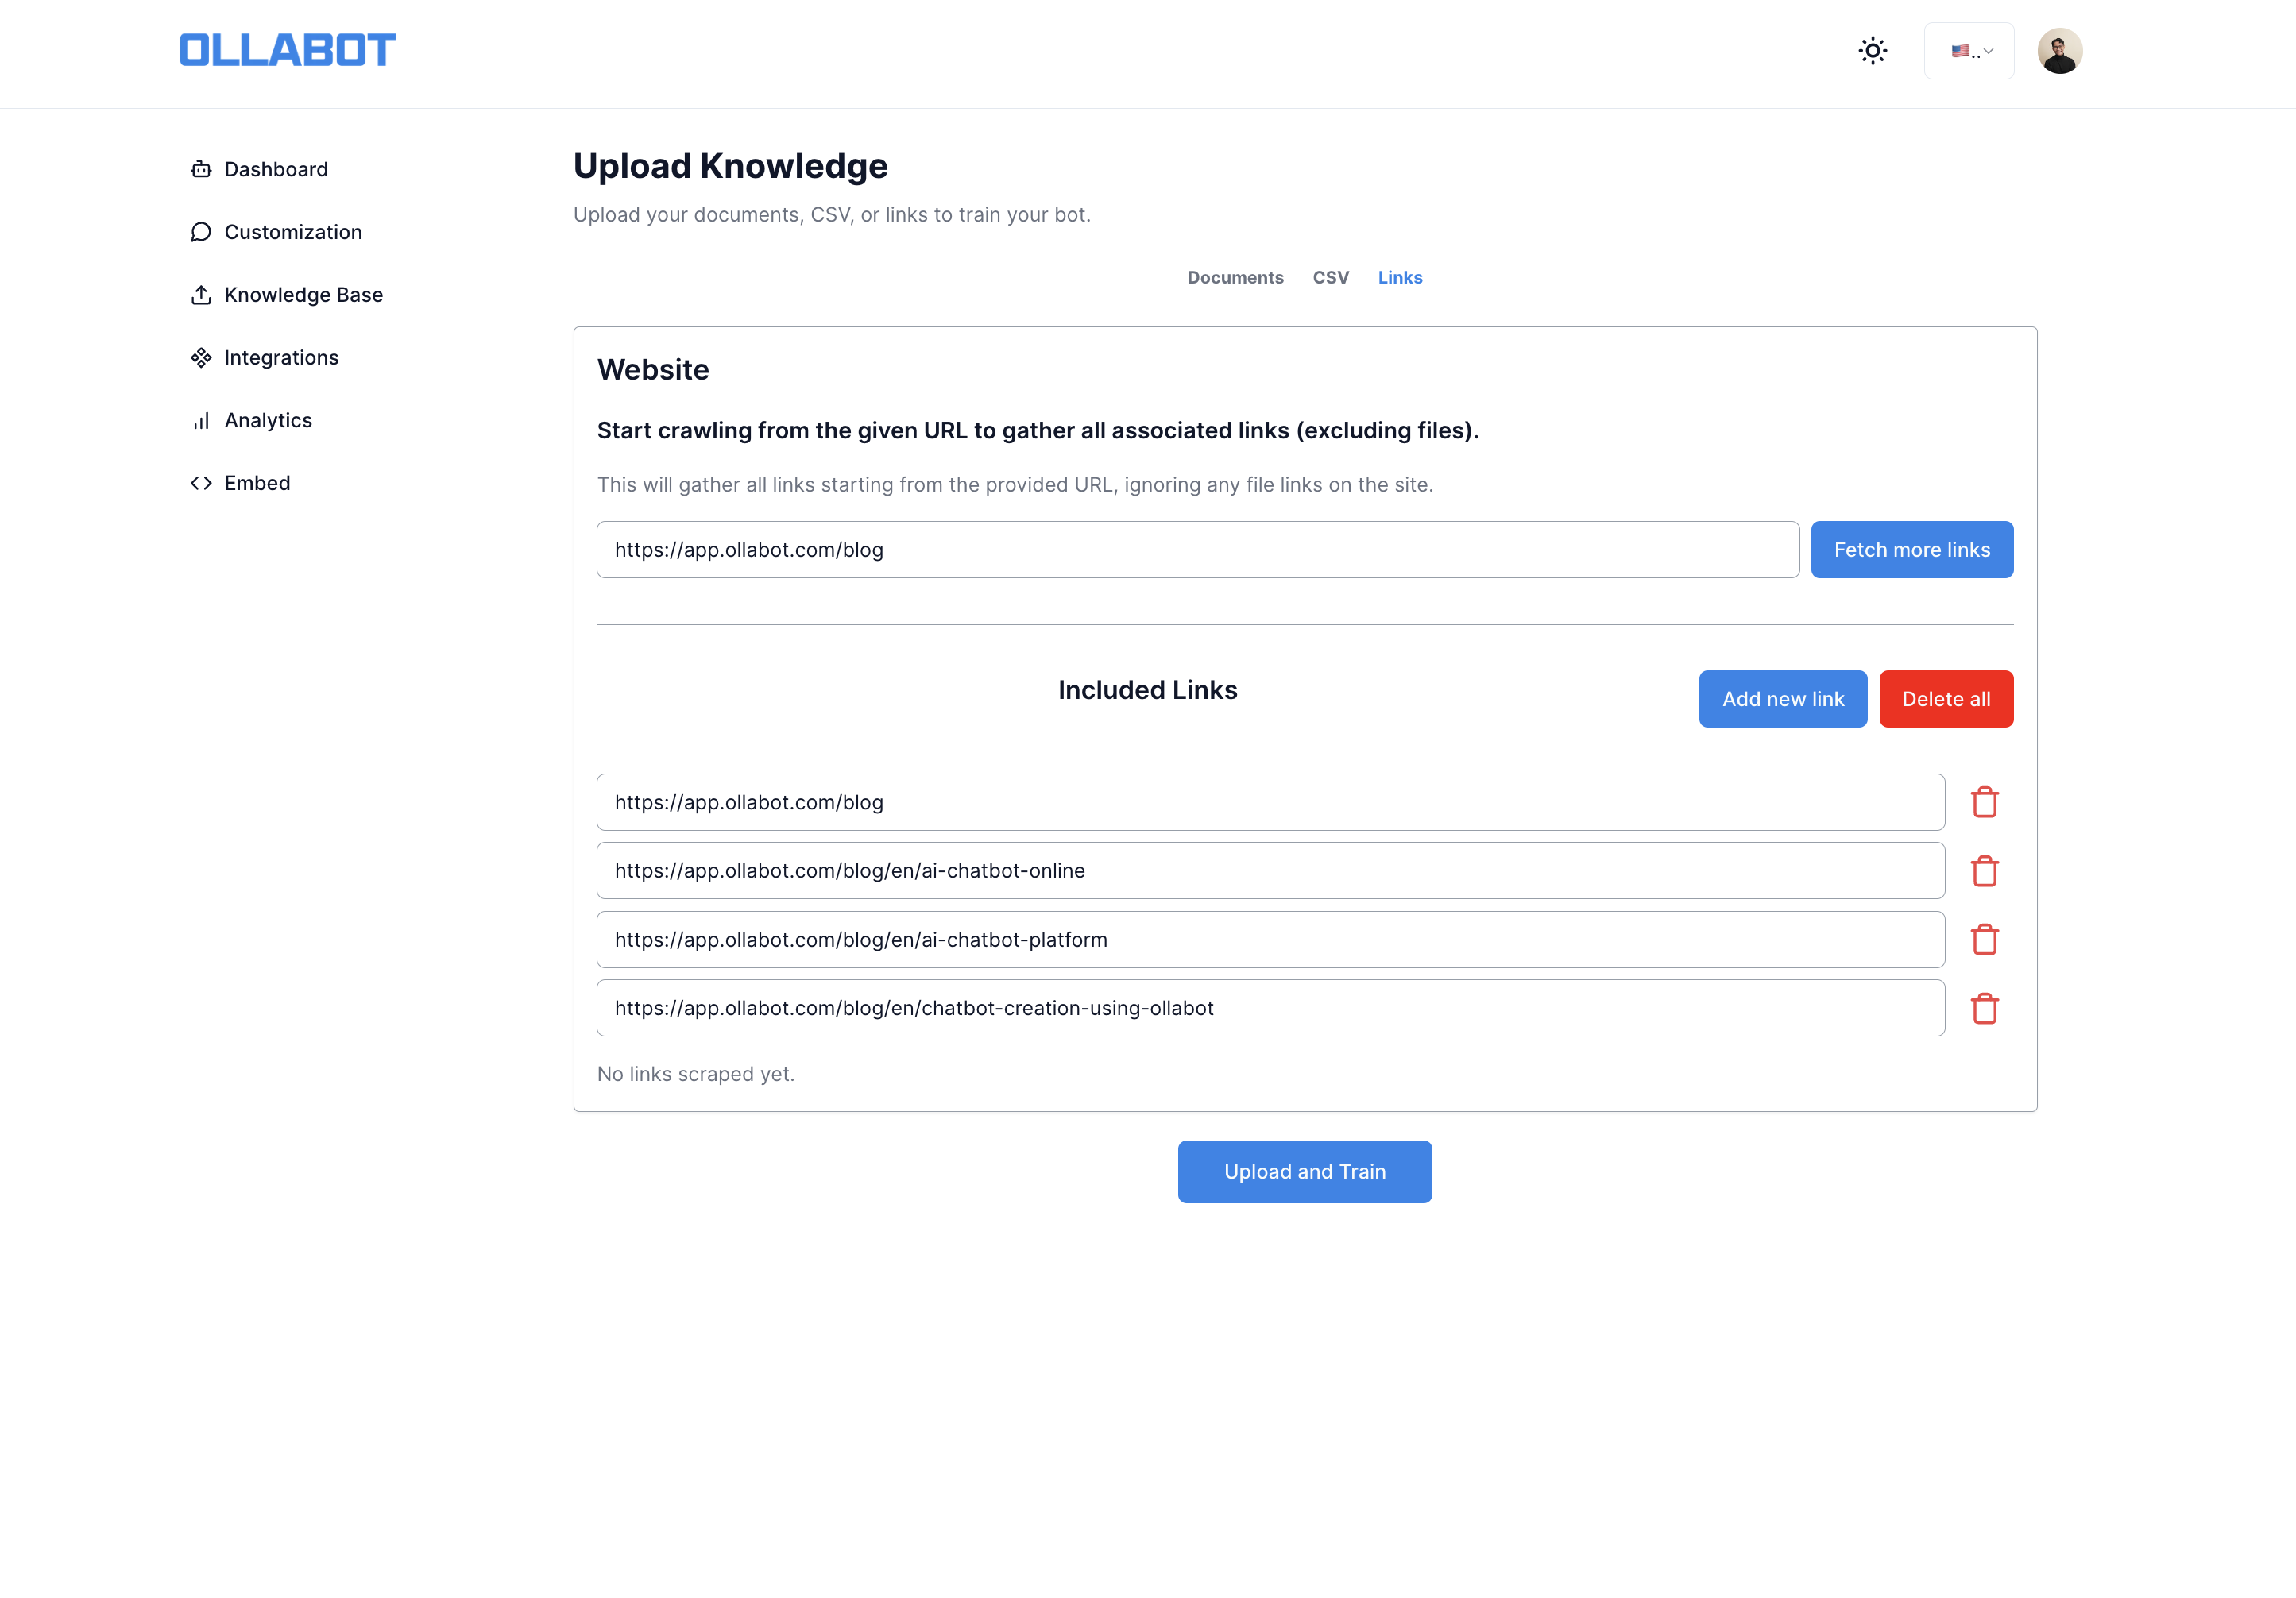 OLLABOT
Dashboard
Customization
Knowledge Base
Integrations
Analytics
Embed
Upload Knowledge
Upload your documents, CSV, or links to train your bot.
Documents CSV Links
Website
Start crawling from the given URL to gather all associated links (excluding files).
This will gather all links starting from the provided URL, ignoring any file links on the site.
https://app.ollabot.com/blog Fetch more links
Included Links Add new link Delete all
https://app.ollabot.com/blog
https://app.ollabot.com/blog/en/ai-chatbot-online
https://app.ollabot.com/blog/en/ai-chatbot-platform
https://app.ollabot.com/blog/en/chatbot-creation-using-ollabot
No links scraped yet.
Upload and Train